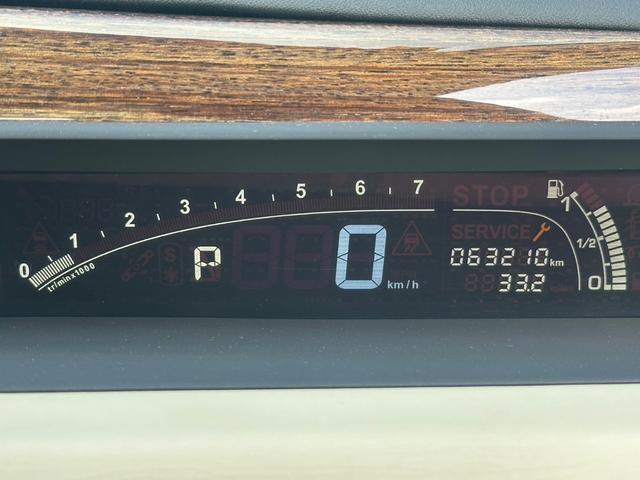 0 1 2 3 4 5 6 7
tr/min x 1000
P
0 km/h
STOP
SERVICE
063210 km
33.2
1
1/2
0